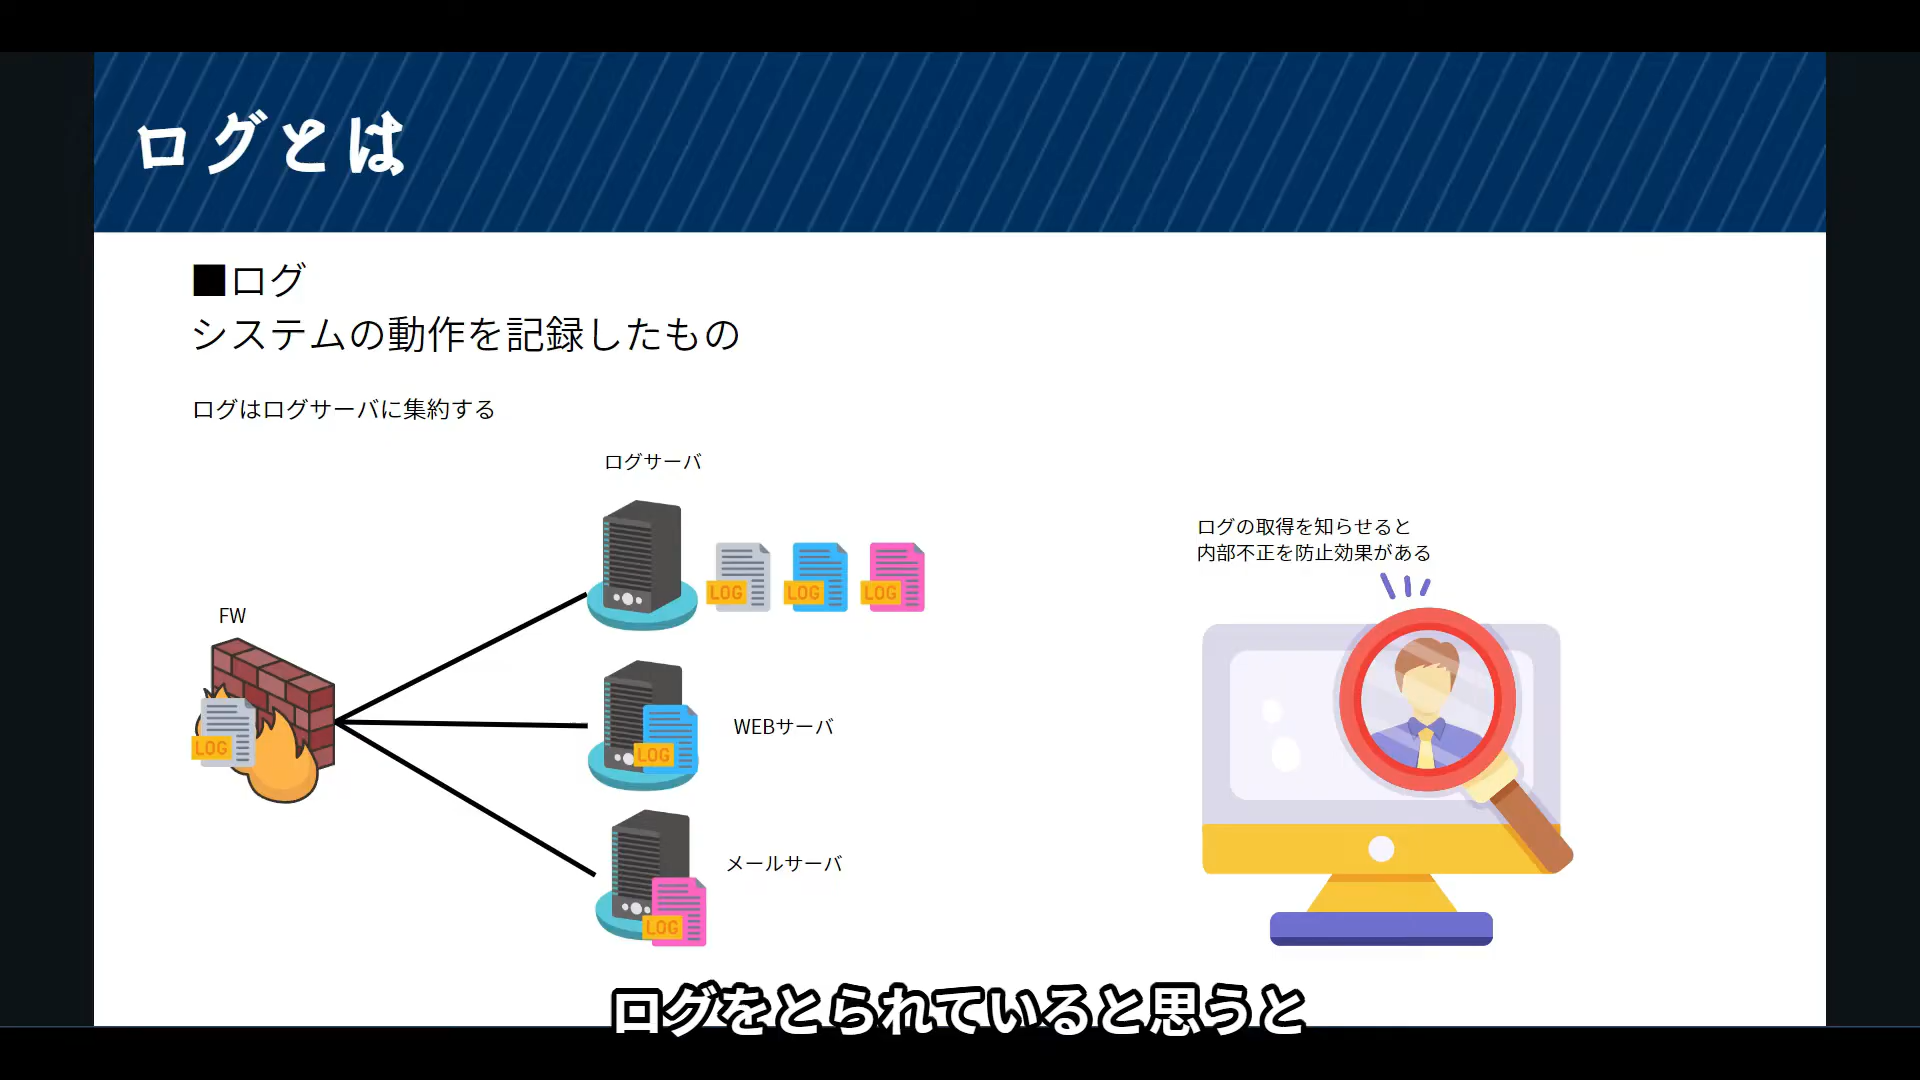 ログとは
■ログ
システムの動作を記録したもの
ログはログサーバに集約する
ログサーバ
LOG
LOG
LOG
ログの取得を知らせると
内部不正を防止効果がある
FW
LOG
WEBサーバ
LOG
メールサーバ
LOG
ログをとられていると思うと